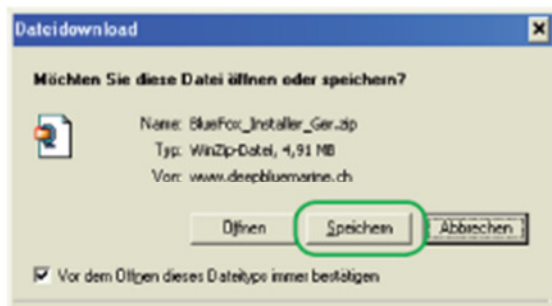 Dateidownload
Möchten Sie diese Datei öffnen oder speichern?
Name: BlueFox_Installer_Ger.zip
Typ: WinZip-Datei, 4,91 MB
Von: www.deepbluemarine.ch
Öffnen Speichern Abbrechen
Vor dem Öffnen dieses Dateityps immer bestätigen